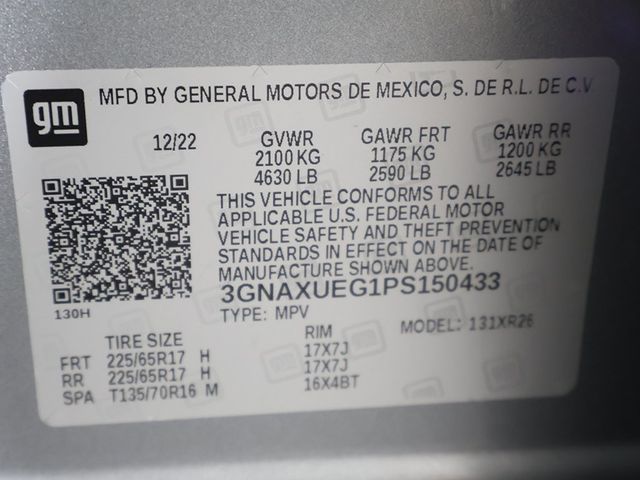 gm MFD BY GENERAL MOTORS DE MEXICO, S. DE R.L. DE C.V
12/22 GVWR GAWR FRT GAWR RR
2100 KG 1175 KG 1200 KG
4630 LB 2590 LB 2645 LB
THIS VEHICLE CONFORMS TO ALL
APPLICABLE U.S. FEDERAL MOTOR
VEHICLE SAFETY AND THEFT PREVENTION
STANDARDS IN EFFECT ON THE DATE OF
MANUFACTURE SHOWN ABOVE.
3GNAXUEG1PS150433
130H
TYPE: MPV MODEL: 131XR26
TIRE SIZE RIM
FRT 225/65R17 H 17X7J
RR 225/65R17 H 17X7J
SPA T135/70R16 M 16X4BT